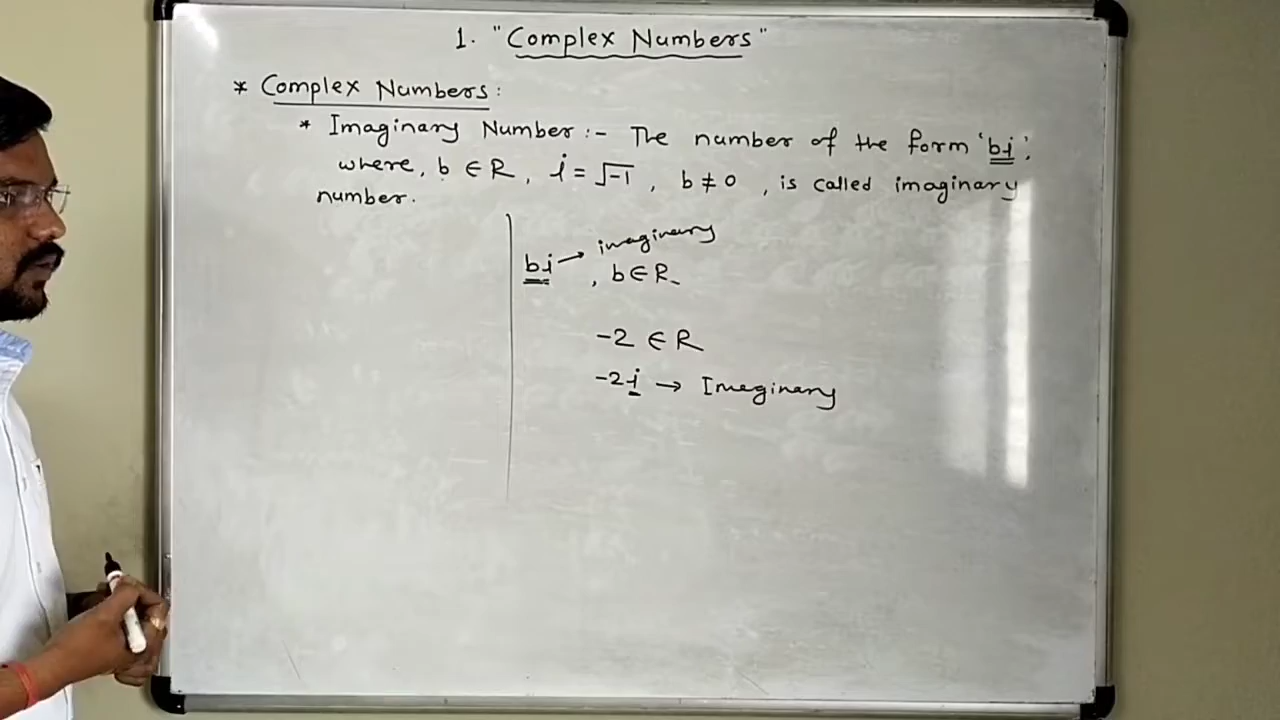 1. "Complex Numbers"
* Complex Numbers:
* Imaginary Number :- The number of the form 'bi',
where, b ∈ R, i = √-1, b ≠ 0, is called imaginary
number.
bi → imaginary
, b ∈ R
-2 ∈ R
-2i → Imaginary